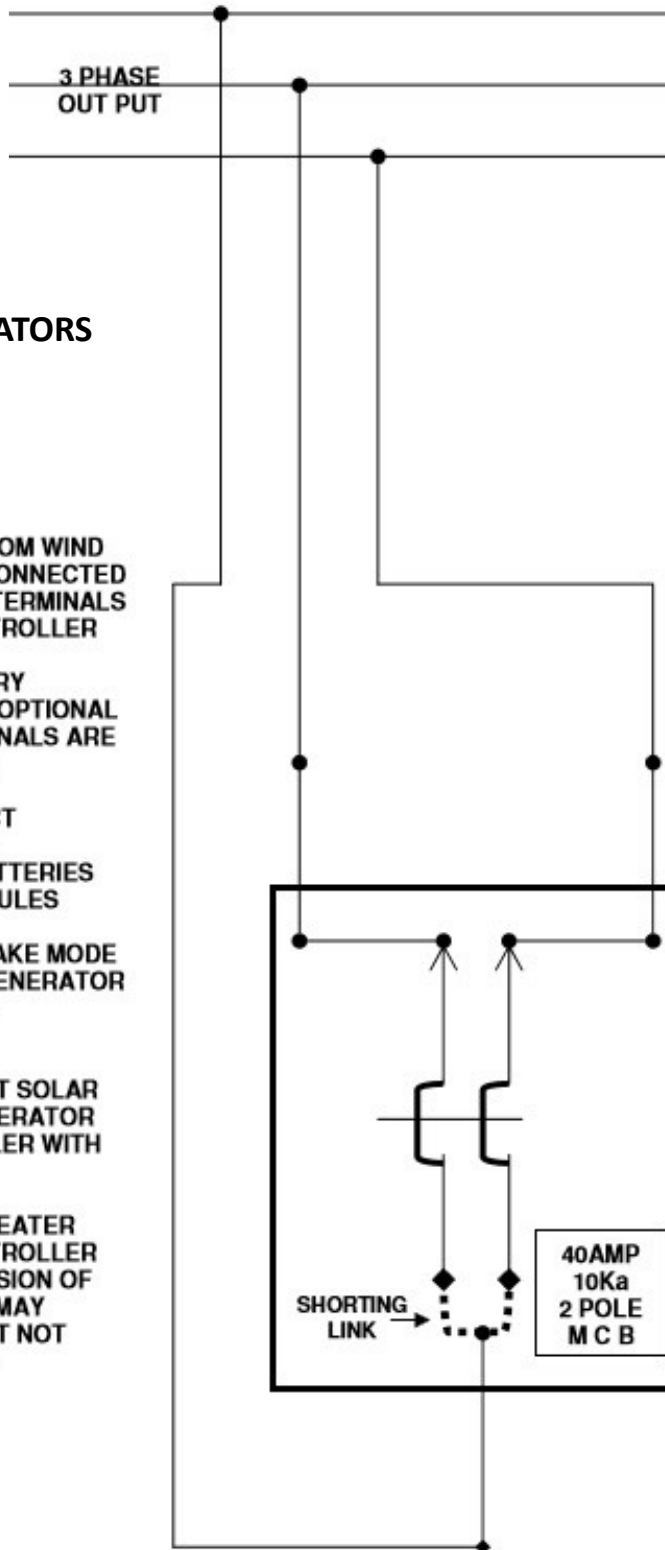 3 PHASE
OUT PUT
ATORS
OM WIND
ONNECTED
TERMINALS
TROLLER
RY
OPTIONAL
NALS ARE
CT
TTERIES
ULES
AKE MODE
ENERATOR
T SOLAR
ERATOR
LER WITH
EATER
TROLLER
SION OF
MAY
T NOT
SHORTING
LINK
40AMP
10Ka
2 POLE
M C B